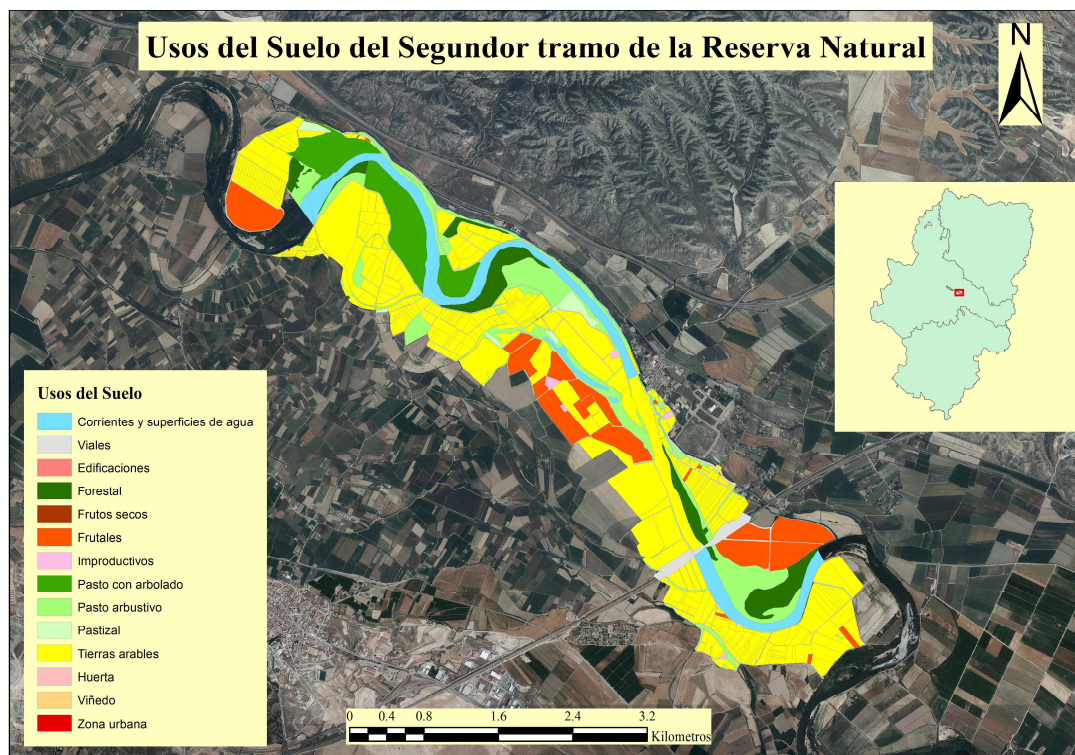 Usos del Suelo del Segundor tramo de la Reserva Natural
N
Usos del Suelo
Corrientes y superficies de agua
Viales
Edificaciones
Forestal
Frutos secos
Frutales
Improductivos
Pasto con arbolado
Pasto arbustivo
Pastizal
Tierras arables
Huerta
Viñedo
Zona urbana
0 0.4 0.8 1.6 2.4 3.2
Kilometros